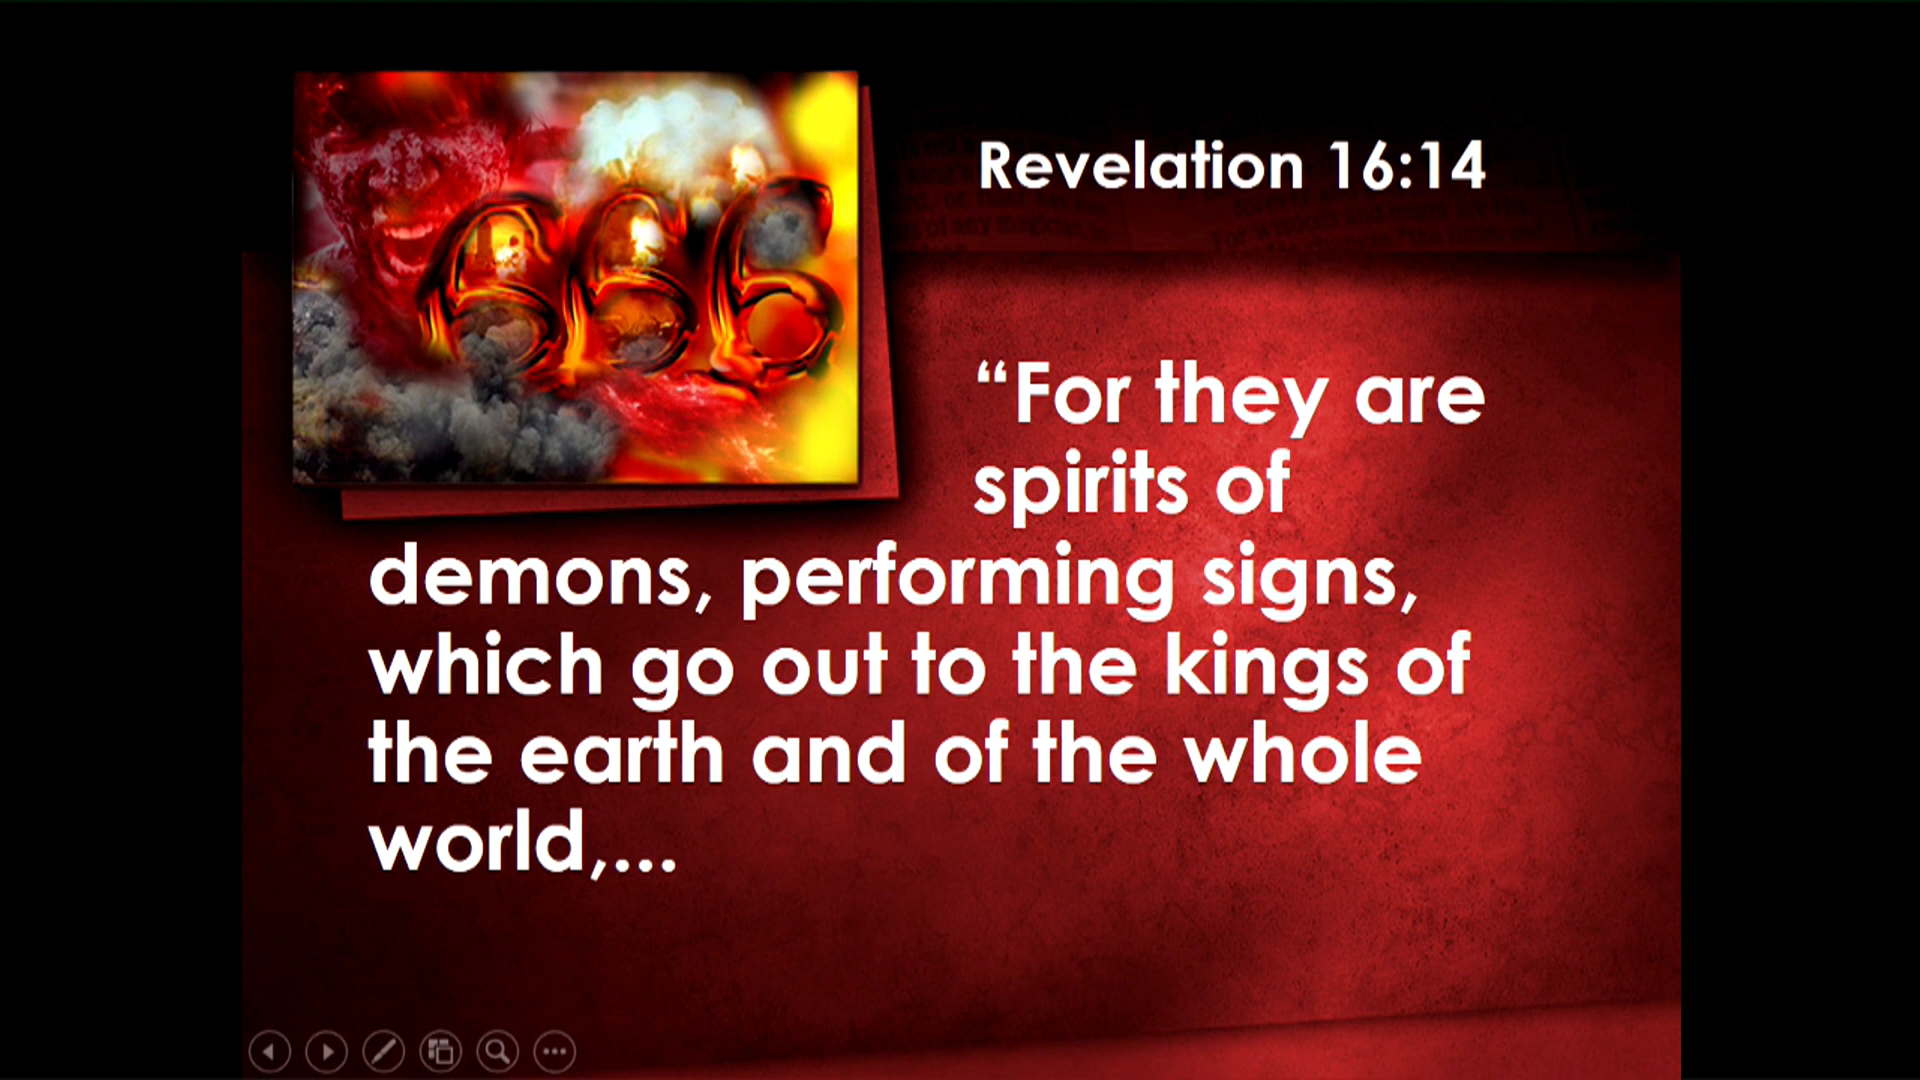 666
Revelation 16:14
“For they are
spirits of
demons, performing signs,
which go out to the kings of
the earth and of the whole
world,...